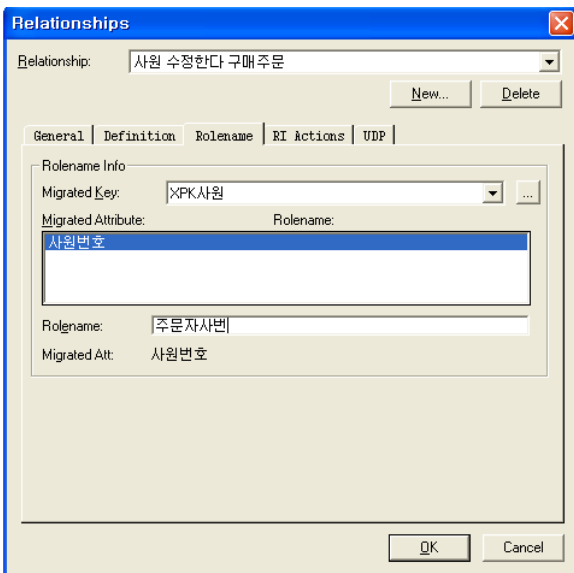 Relationships
Relationship: 사원 수정한다 구매주문
New... Delete
General Definition Rolename RI Actions UDP
Rolename Info
Migrated Key: XPK사원 ...
Migrated Attribute: Rolename:
사원번호
Rolename: 주문자사번
Migrated Att: 사원번호
OK Cancel